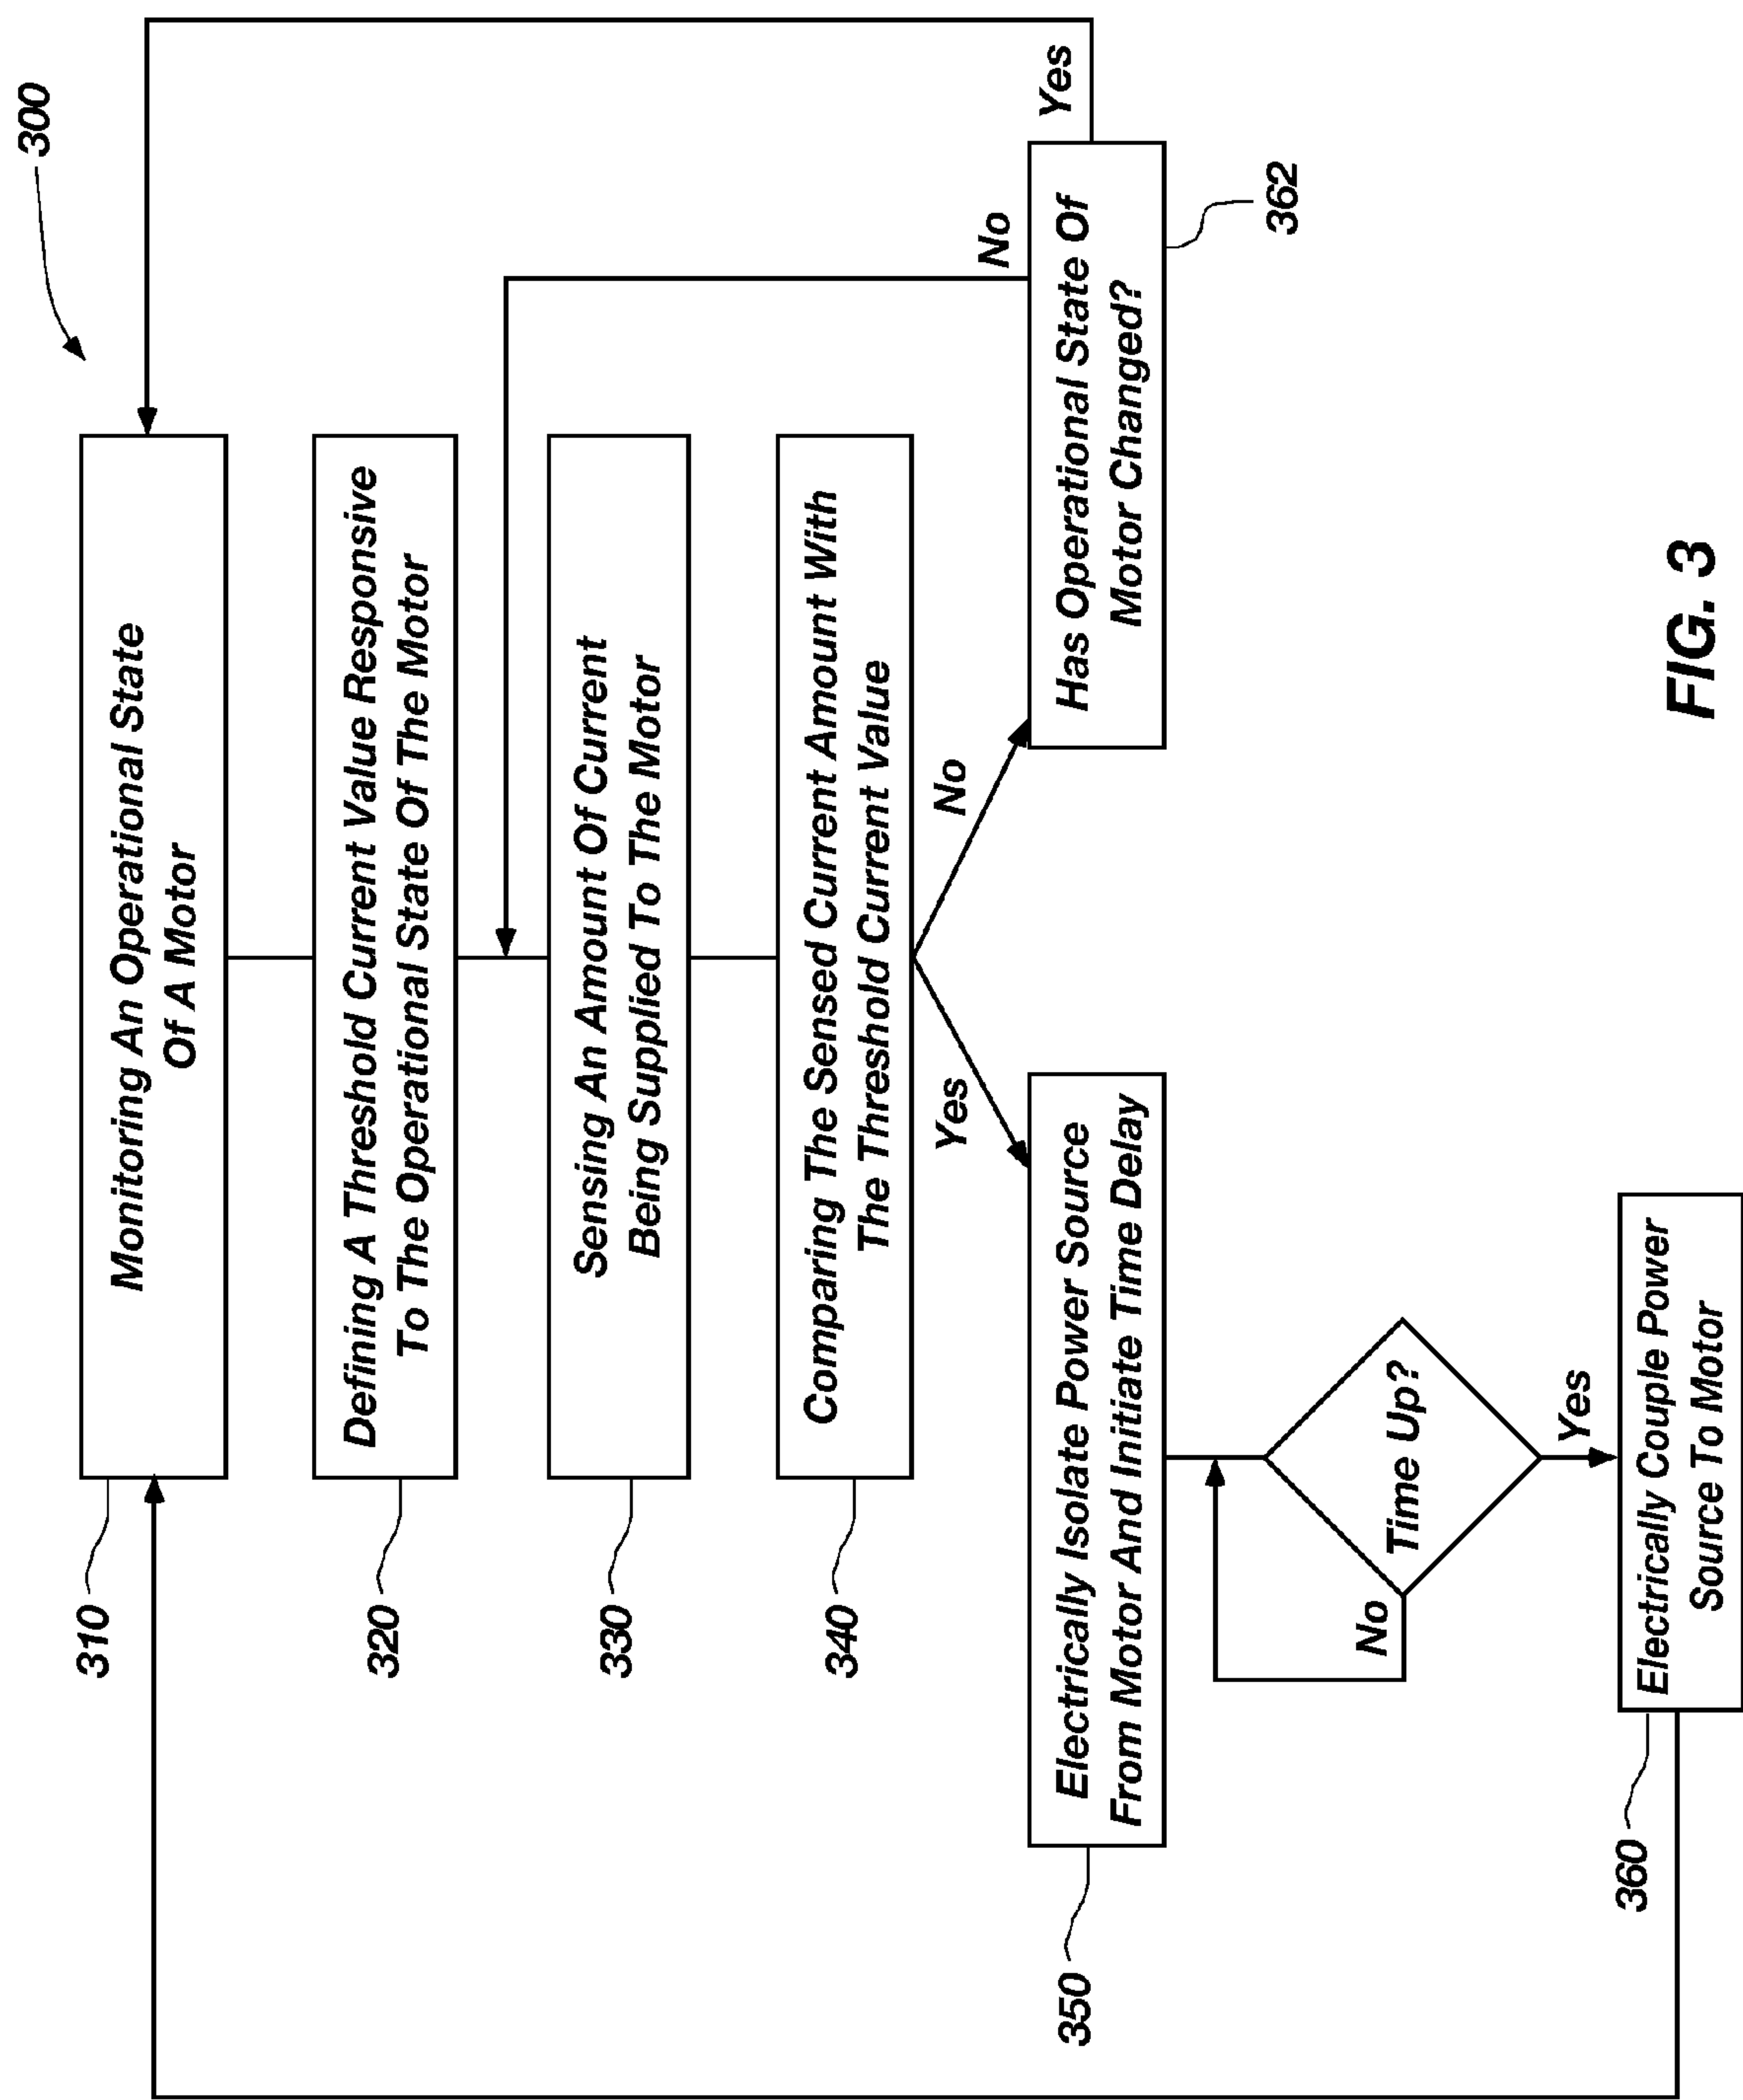 300
310
Monitoring An Operational State
Of A Motor
320
Defining A Threshold Current Value Responsive
To The Operational State Of The Motor
330
Sensing An Amount Of Current
Being Supplied To The Motor
340
Comparing The Sensed Current Amount With
The Threshold Current Value
Yes
No
No
Yes
350
Electrically Isolate Power Source
From Motor And Initiate Time Delay
Has Operational State Of
Motor Changed?
362
No
Time Up?
Yes
360
Electrically Couple Power
Source To Motor
FIG. 3